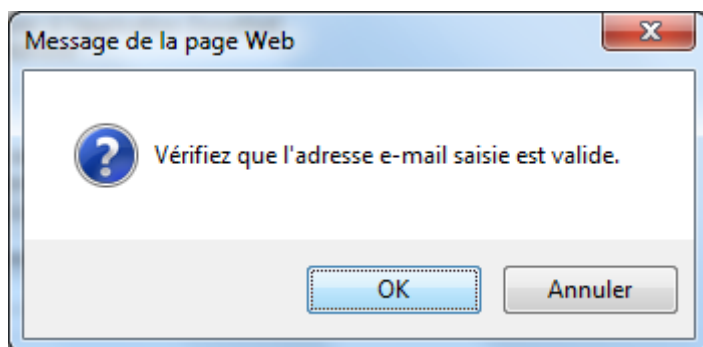 Message de la page Web
Vérifiez que l'adresse e-mail saisie est valide.
OK
Annuler